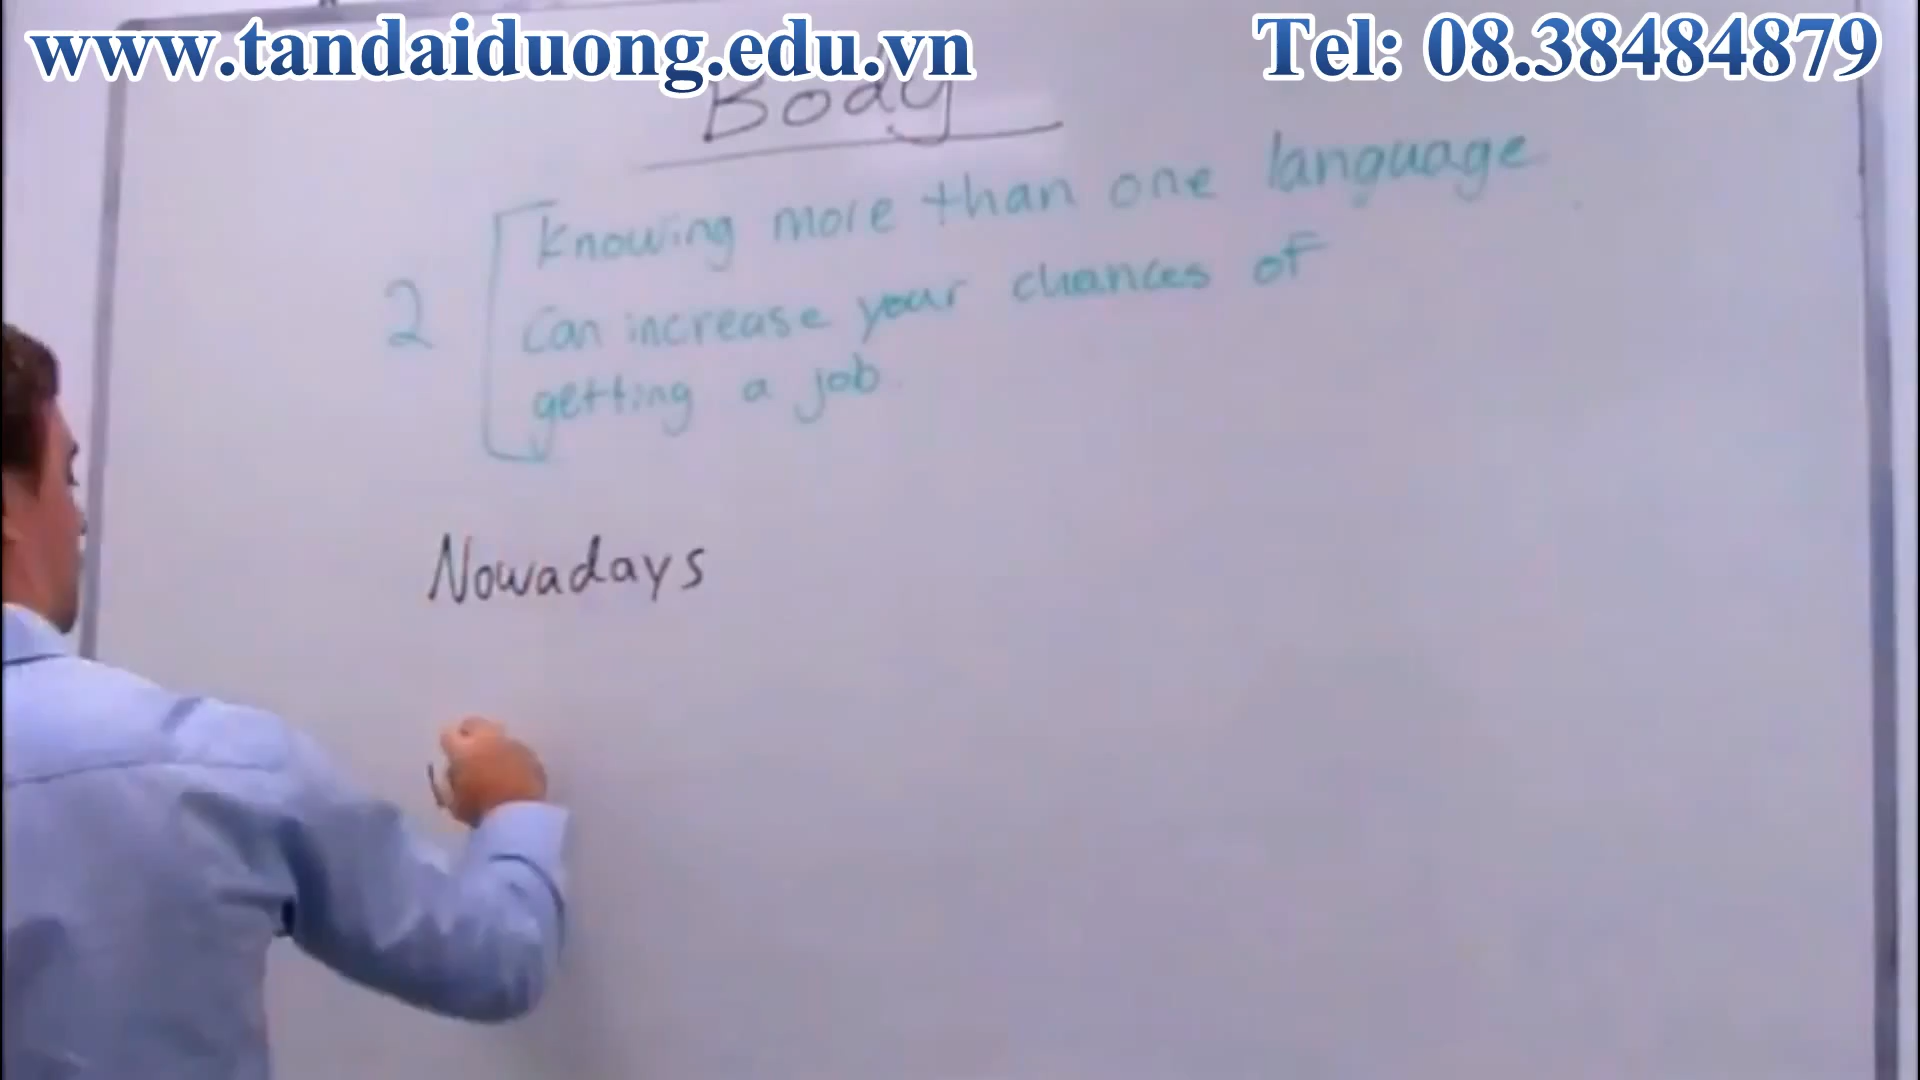 www.tandaiduong.edu.vn Tel: 08.38484879
Body
2
Knowing more than one language
can increase your chances of
getting a job.
Nowadays